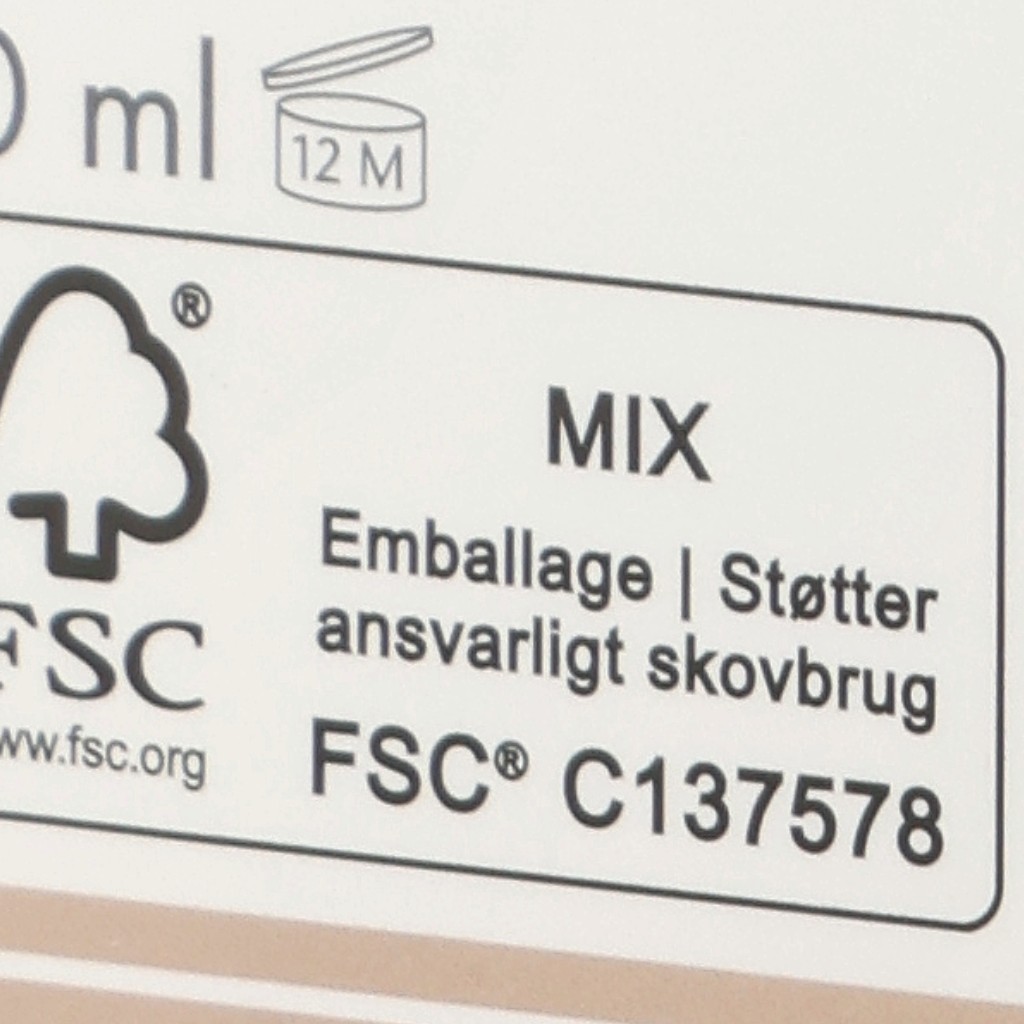 ml
12 M
®
MIX
Emballage | Støtter
ansvarligt skovbrug
FSC® C137578
FSC
www.fsc.org